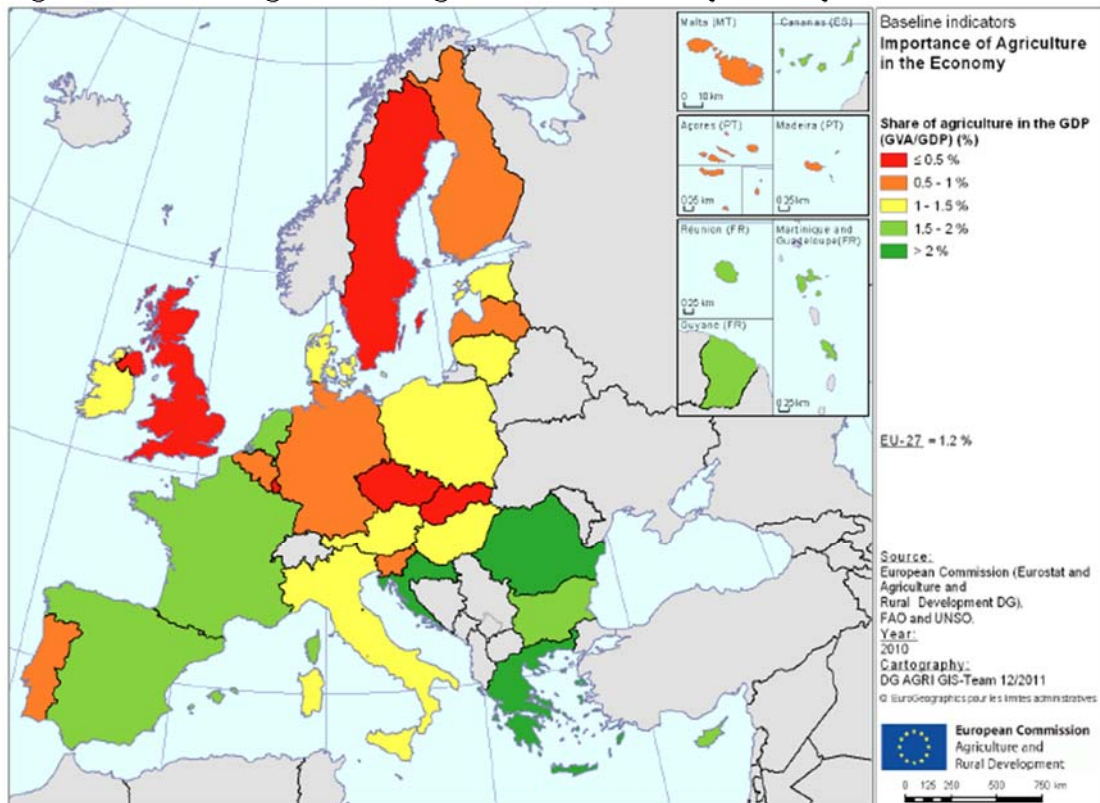 Malta (MT)
Canarias (ES)
0 10 km
Açores (PT)
Madeira (PT)
0 25 km
0 25 km
Réunion (FR)
Martinique and
Guadeloupe(FR)
0 25 km
Guyane (FR)
0 25 km
Baseline indicators
Importance of Agriculture
in the Economy
Share of agriculture in the GDP
(GVA/GDP) (%)
≤ 0.5 %
0.5 - 1 %
1 - 1.5 %
1.5 - 2 %
> 2 %
EU-27 = 1.2 %
Source:
European Commission (Eurostat and
Agriculture and
Rural Development DG),
FAO and UNSO.
Year:
2010
Cartography:
DG AGRI GIS-Team 12/2011
© EuroGeographics pour les limites administratives
European Commission
Agriculture and
Rural Development
0 125 250 500 750 km